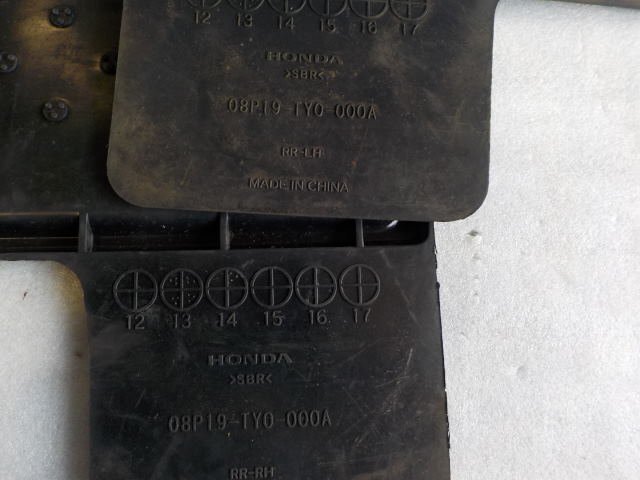 12 13 14 15 16 17
HONDA
>SBR<
08P19-TY0-000A
RR-LH
MADE IN CHINA
12 13 14 15 16 17
HONDA
>SBR<
08P19-TY0-000A
RR-RH